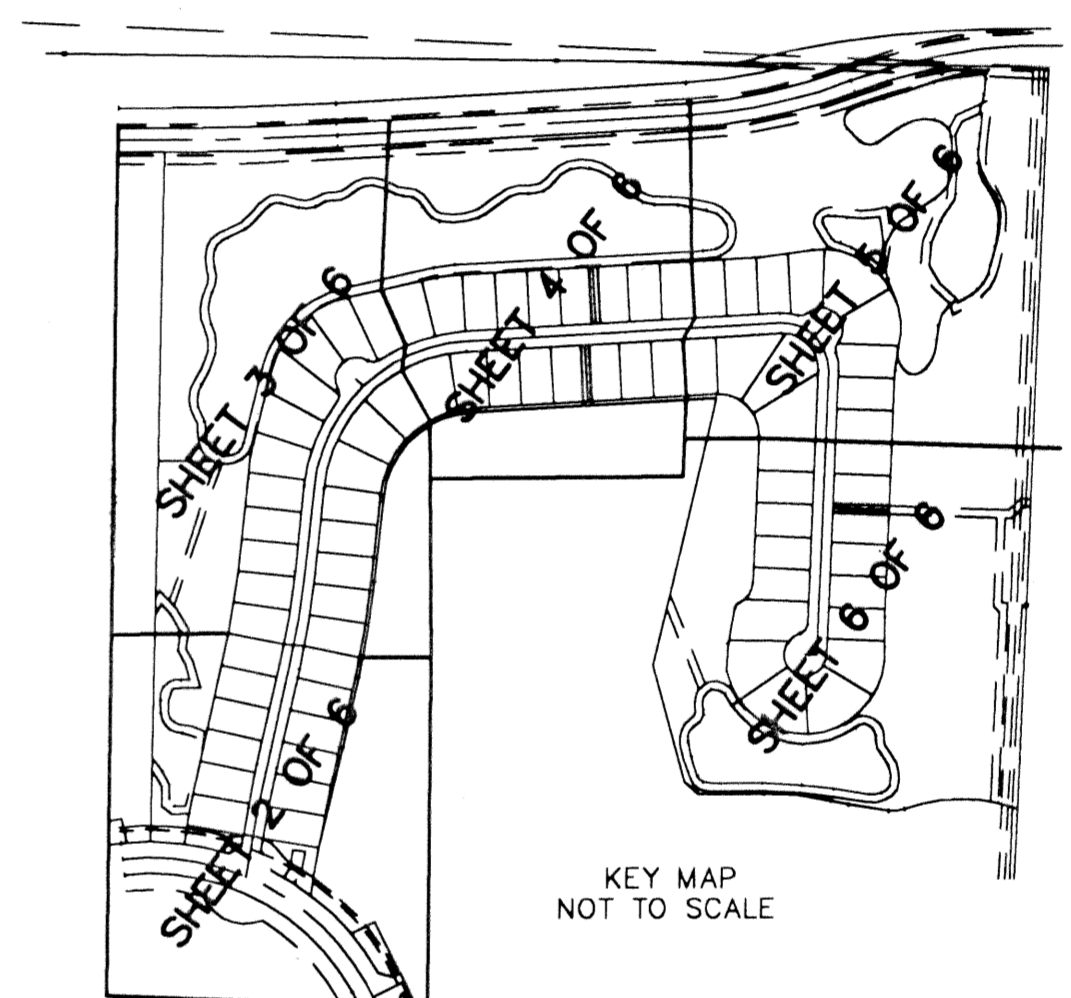 SHEET 3 OF 6
SHEET 4 OF 6
SHEET 5 OF 6
SHEET 2 OF 6
SHEET 6 OF 6
KEY MAP
NOT TO SCALE